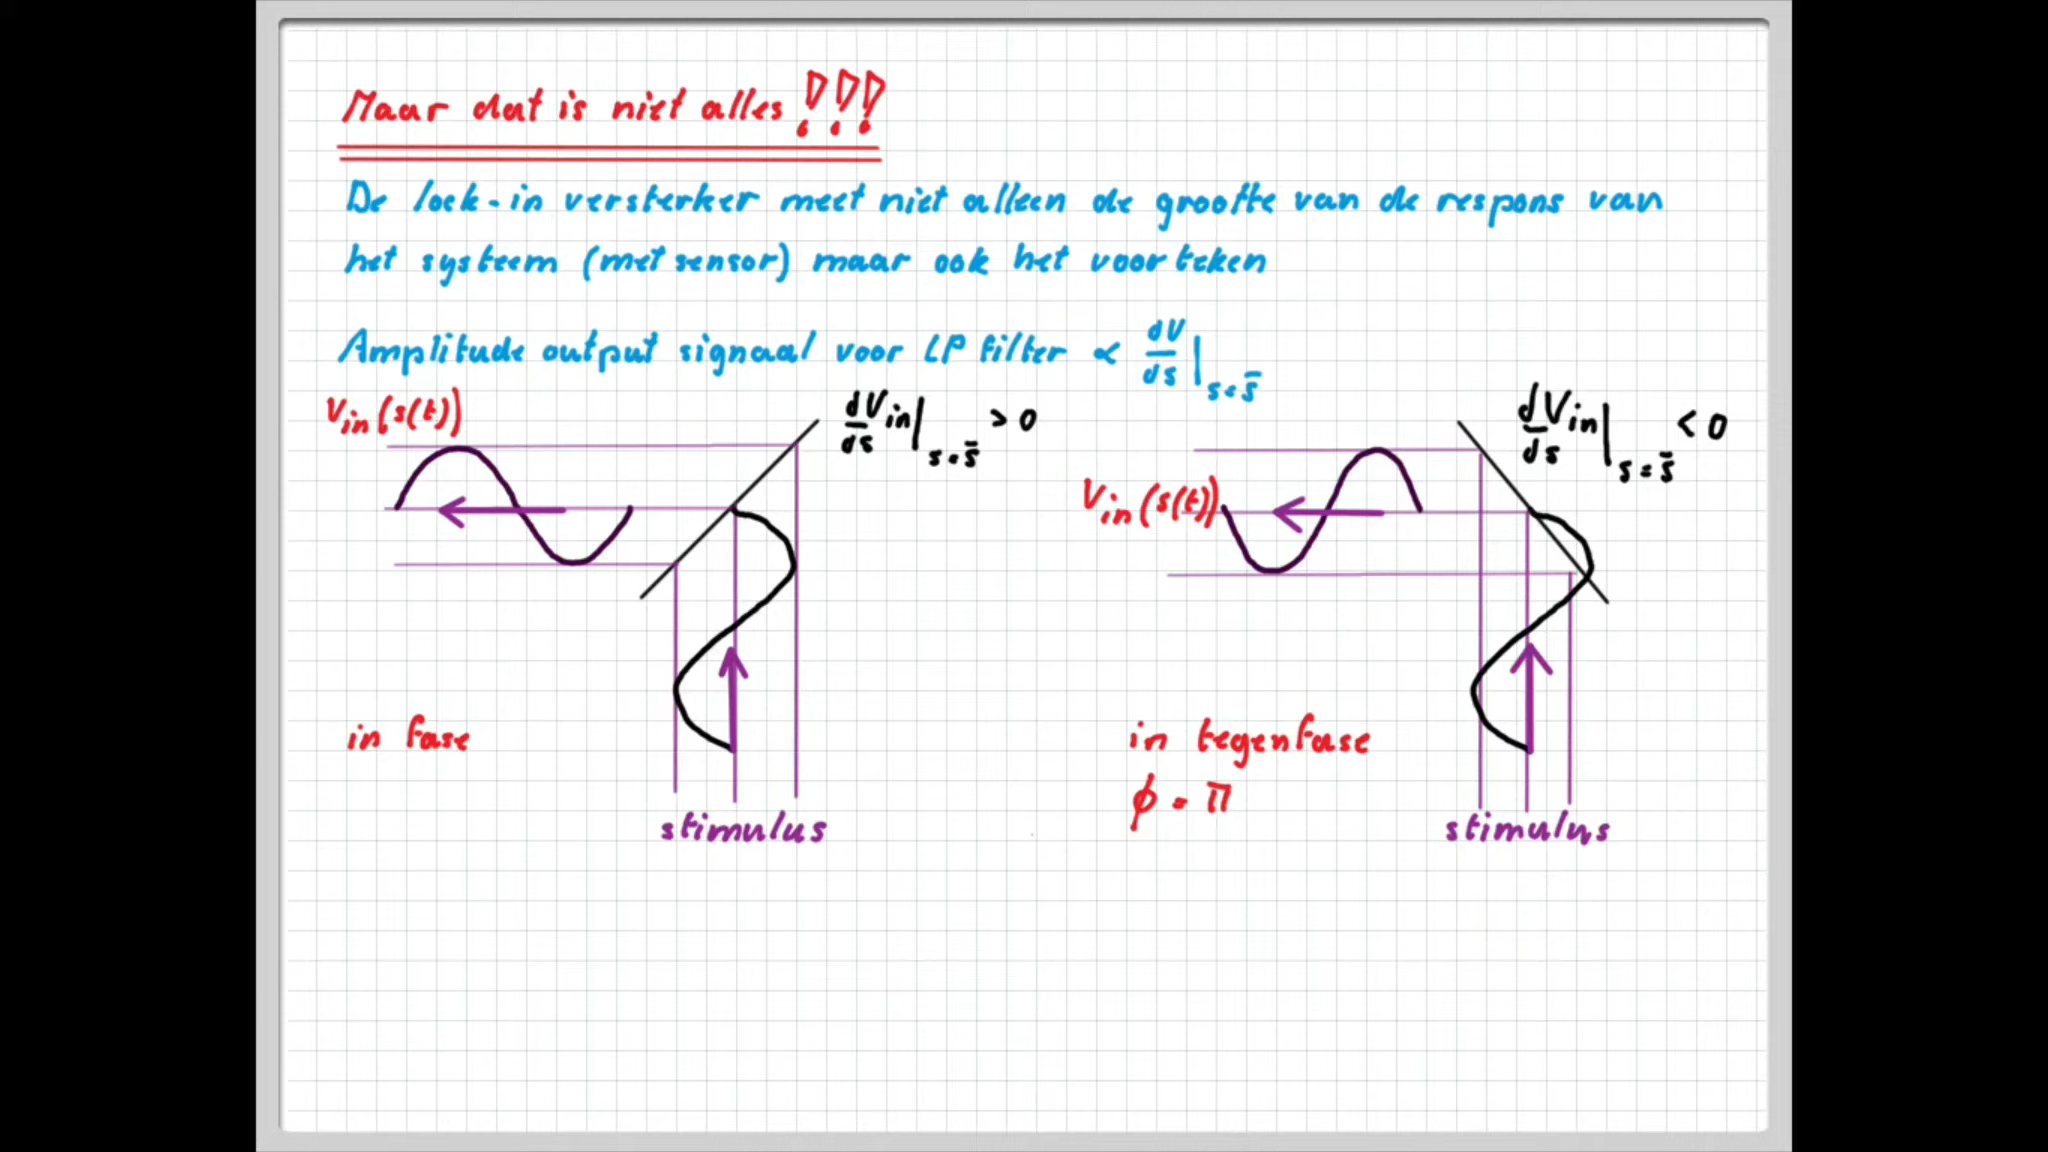 Maar dat is niet alles !!!
De lock-in versterker meet niet alleen de grootte van de respons van
het systeem (met sensor) maar ook het voorteken
Amplitude output signaal voor LP filter ∝ dV/ds|s=s̄
Vin(s(t))
dVin/ds|s=s̄ > 0
in fase
stimulus
dVin/ds|s=s̄ < 0
Vin(s(t))
in tegenfase
ϕ = π
stimulus